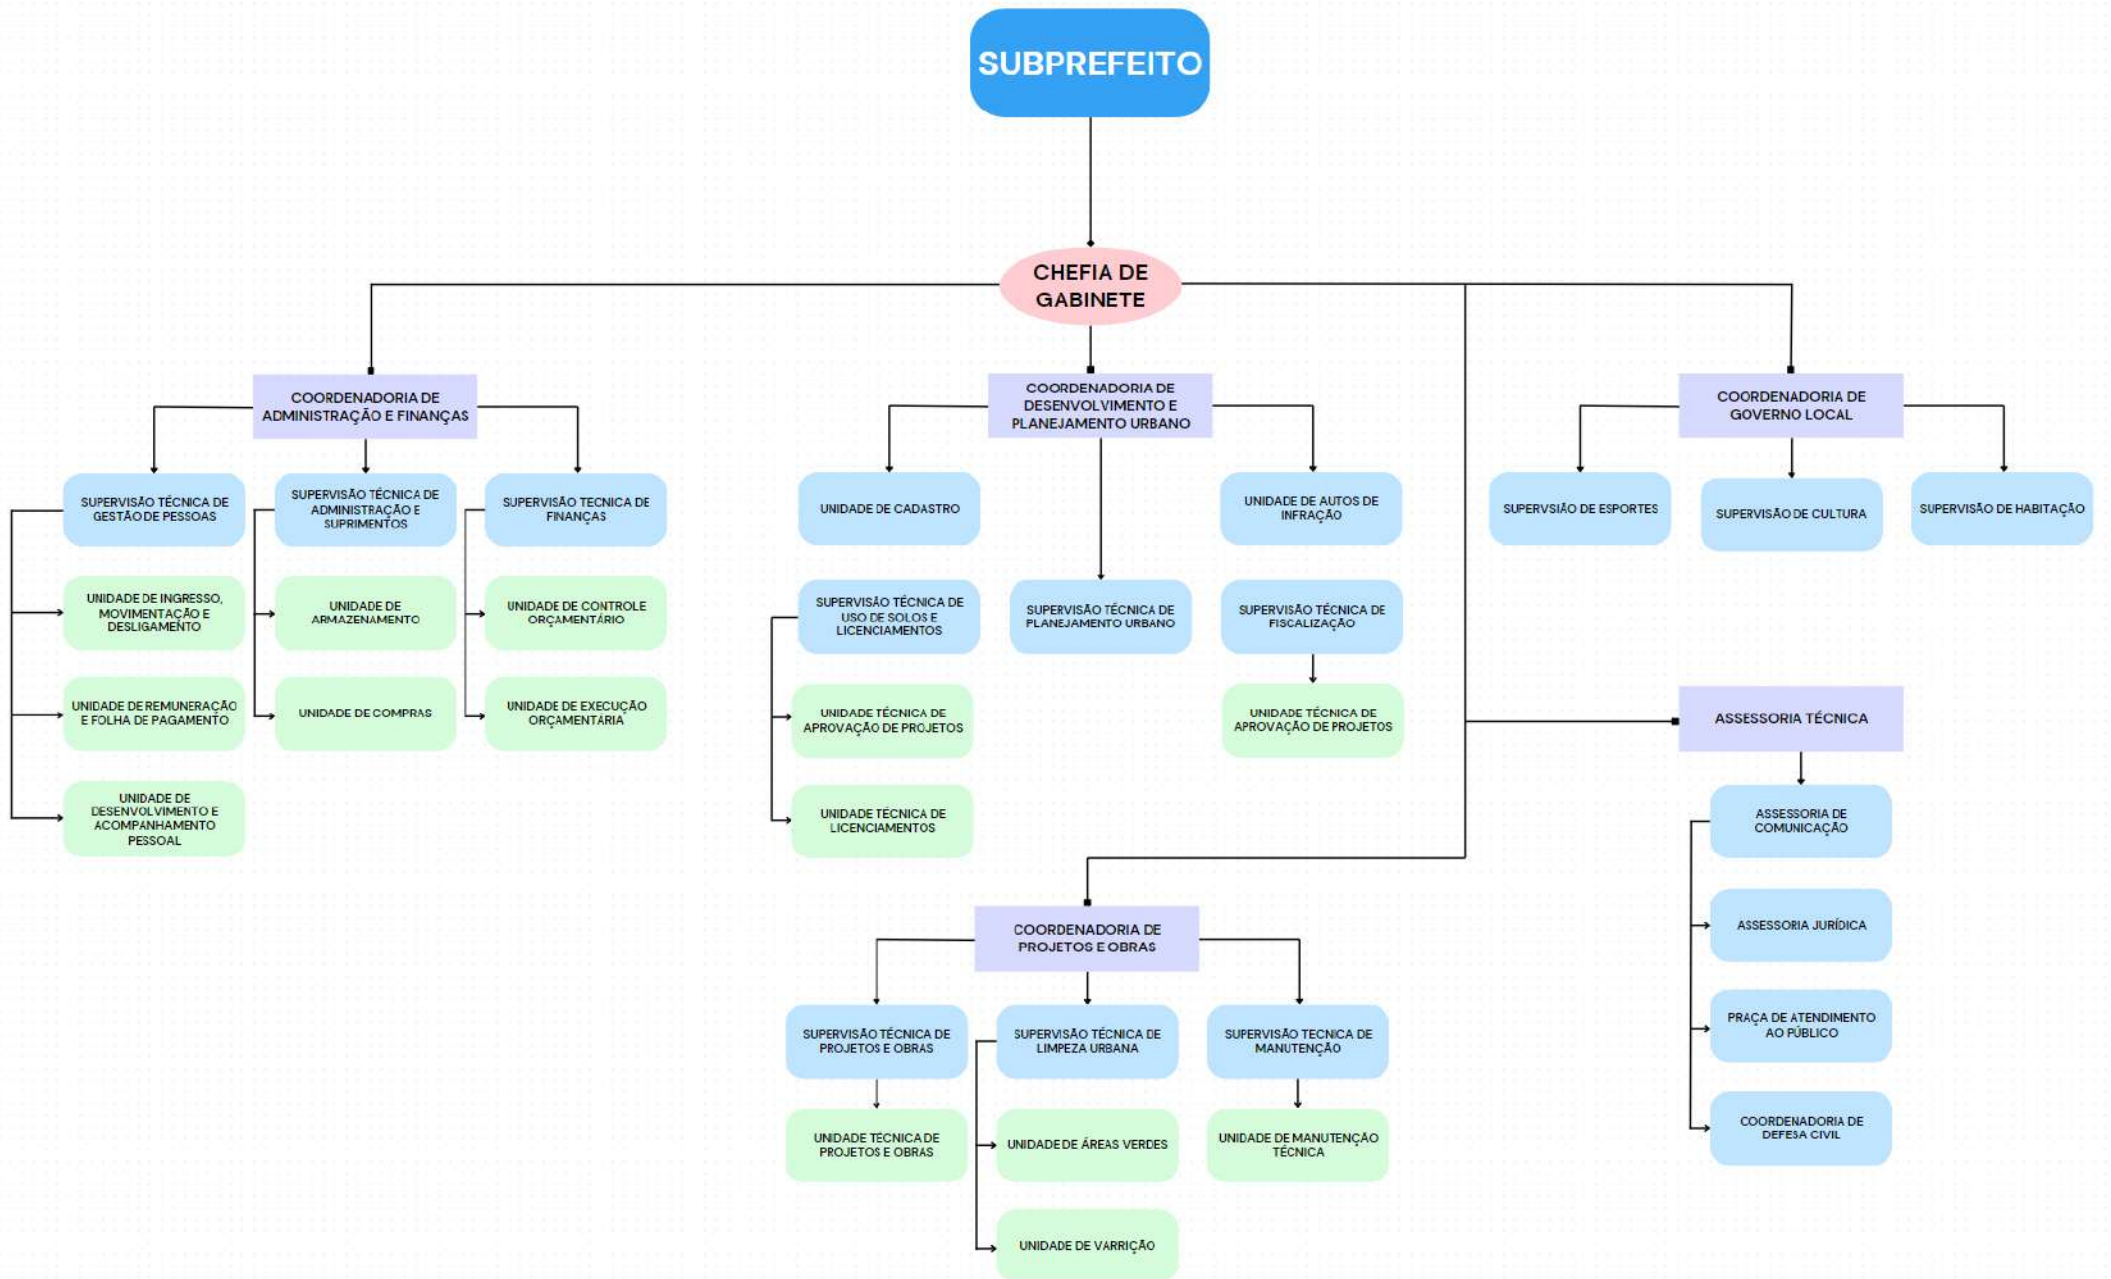 SUBPREFEITO
CHEFIA DE
GABINETE
COORDENADORIA DE
ADMINISTRAÇÃO E FINANÇAS
SUPERVISÃO TÉCNICA DE
GESTÃO DE PESSOAS
UNIDADE DE INGRESSO,
MOVIMENTAÇÃO E
DESLIGAMENTO
UNIDADE DE REMUNERAÇÃO
E FOLHA DE PAGAMENTO
UNIDADE DE
DESENVOLVIMENTO E
ACOMPANHAMENTO
PESSOAL
SUPERVISÃO TÉCNICA DE
ADMINISTRAÇÃO E
SUPRIMENTOS
UNIDADE DE
ARMAZENAMENTO
UNIDADE DE COMPRAS
SUPERVISÃO TECNICA DE
FINANÇAS
UNIDADE DE CONTROLE
ORÇAMENTÁRIO
UNIDADE DE EXECUÇÃO
ORÇAMENTÁRIA
COORDENADORIA DE
DESENVOLVIMENTO E
PLANEJAMENTO URBANO
UNIDADE DE CADASTRO
SUPERVISÃO TÉCNICA DE
USO DE SOLOS E
LICENCIAMENTOS
UNIDADE TÉCNICA DE
APROVAÇÃO DE PROJETOS
UNIDADE TÉCNICA DE
LICENCIAMENTOS
SUPERVISÃO TÉCNICA DE
PLANEJAMENTO URBANO
UNIDADE DE AUTOS DE
INFRAÇÃO
SUPERVISÃO TÉCNICA DE
FISCALIZAÇÃO
UNIDADE TÉCNICA DE
APROVAÇÃO DE PROJETOS
COORDENADORIA DE
GOVERNO LOCAL
SUPERVSIÃO DE ESPORTES
SUPERVISÃO DE CULTURA
SUPERVISÃO DE HABITAÇÃO
ASSESSORIA TÉCNICA
ASSESSORIA DE
COMUNICAÇÃO
ASSESSORIA JURÍDICA
PRAÇA DE ATENDIMENTO
AO PÚBLICO
COORDENADORIA DE
DEFESA CIVIL
COORDENADORIA DE
PROJETOS E OBRAS
SUPERVISÃO TÉCNICA DE
PROJETOS E OBRAS
UNIDADE TÉCNICA DE
PROJETOS E OBRAS
SUPERVISÃO TÉCNICA DE
LIMPEZA URBANA
UNIDADE DE ÁREAS VERDES
UNIDADE DE VARRIÇÃO
SUPERVISÃO TECNICA DE
MANUTENÇÃO
UNIDADE DE MANUTENÇÃO
TÉCNICA